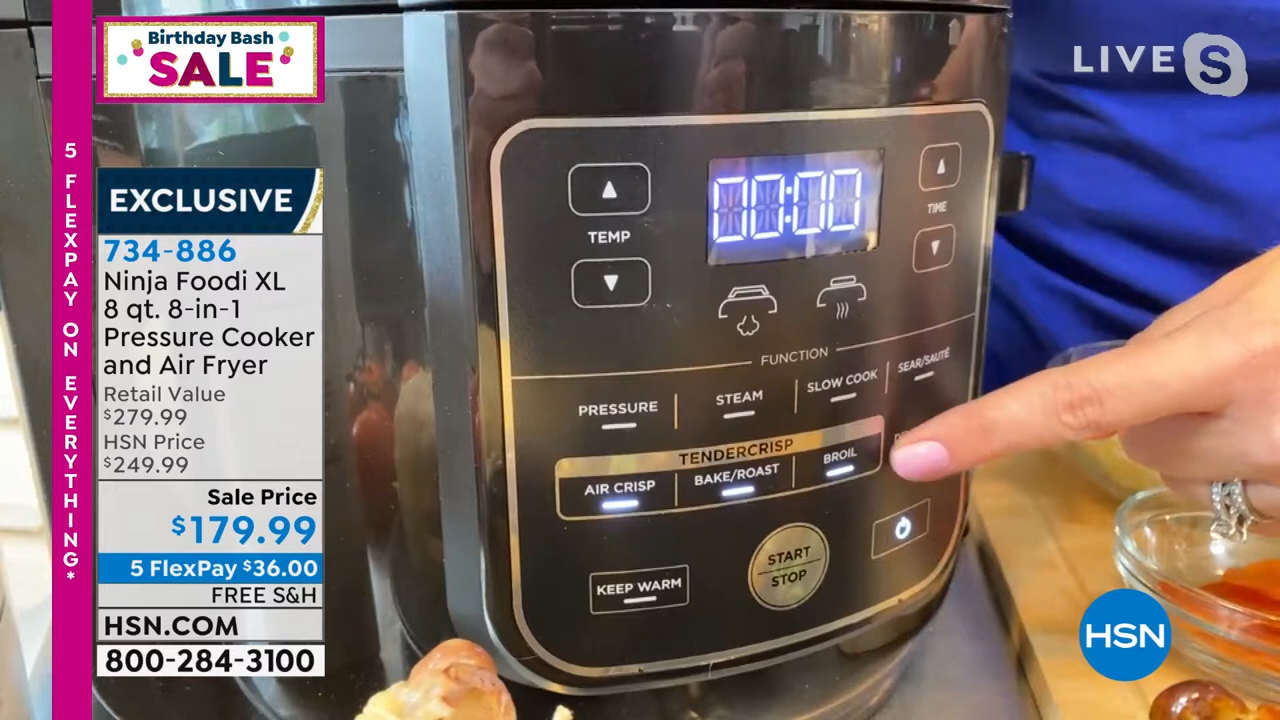 Birthday Bash
SALE
LIVE S
5 FLEXPAY ON EVERYTHING*
EXCLUSIVE
734-886
Ninja Foodi XL
8 qt. 8-in-1
Pressure Cooker
and Air Fryer
Retail Value
$279.99
HSN Price
$249.99
Sale Price
$179.99
5 FlexPay $36.00
FREE S&H
HSN.COM
800-284-3100
TEMP
00:00
TIME
FUNCTION
PRESSURE
STEAM
SLOW COOK
SEAR/SAUTÉ
TENDERCRISP
AIR CRISP
BAKE/ROAST
BROIL
KEEP WARM
START
STOP
HSN